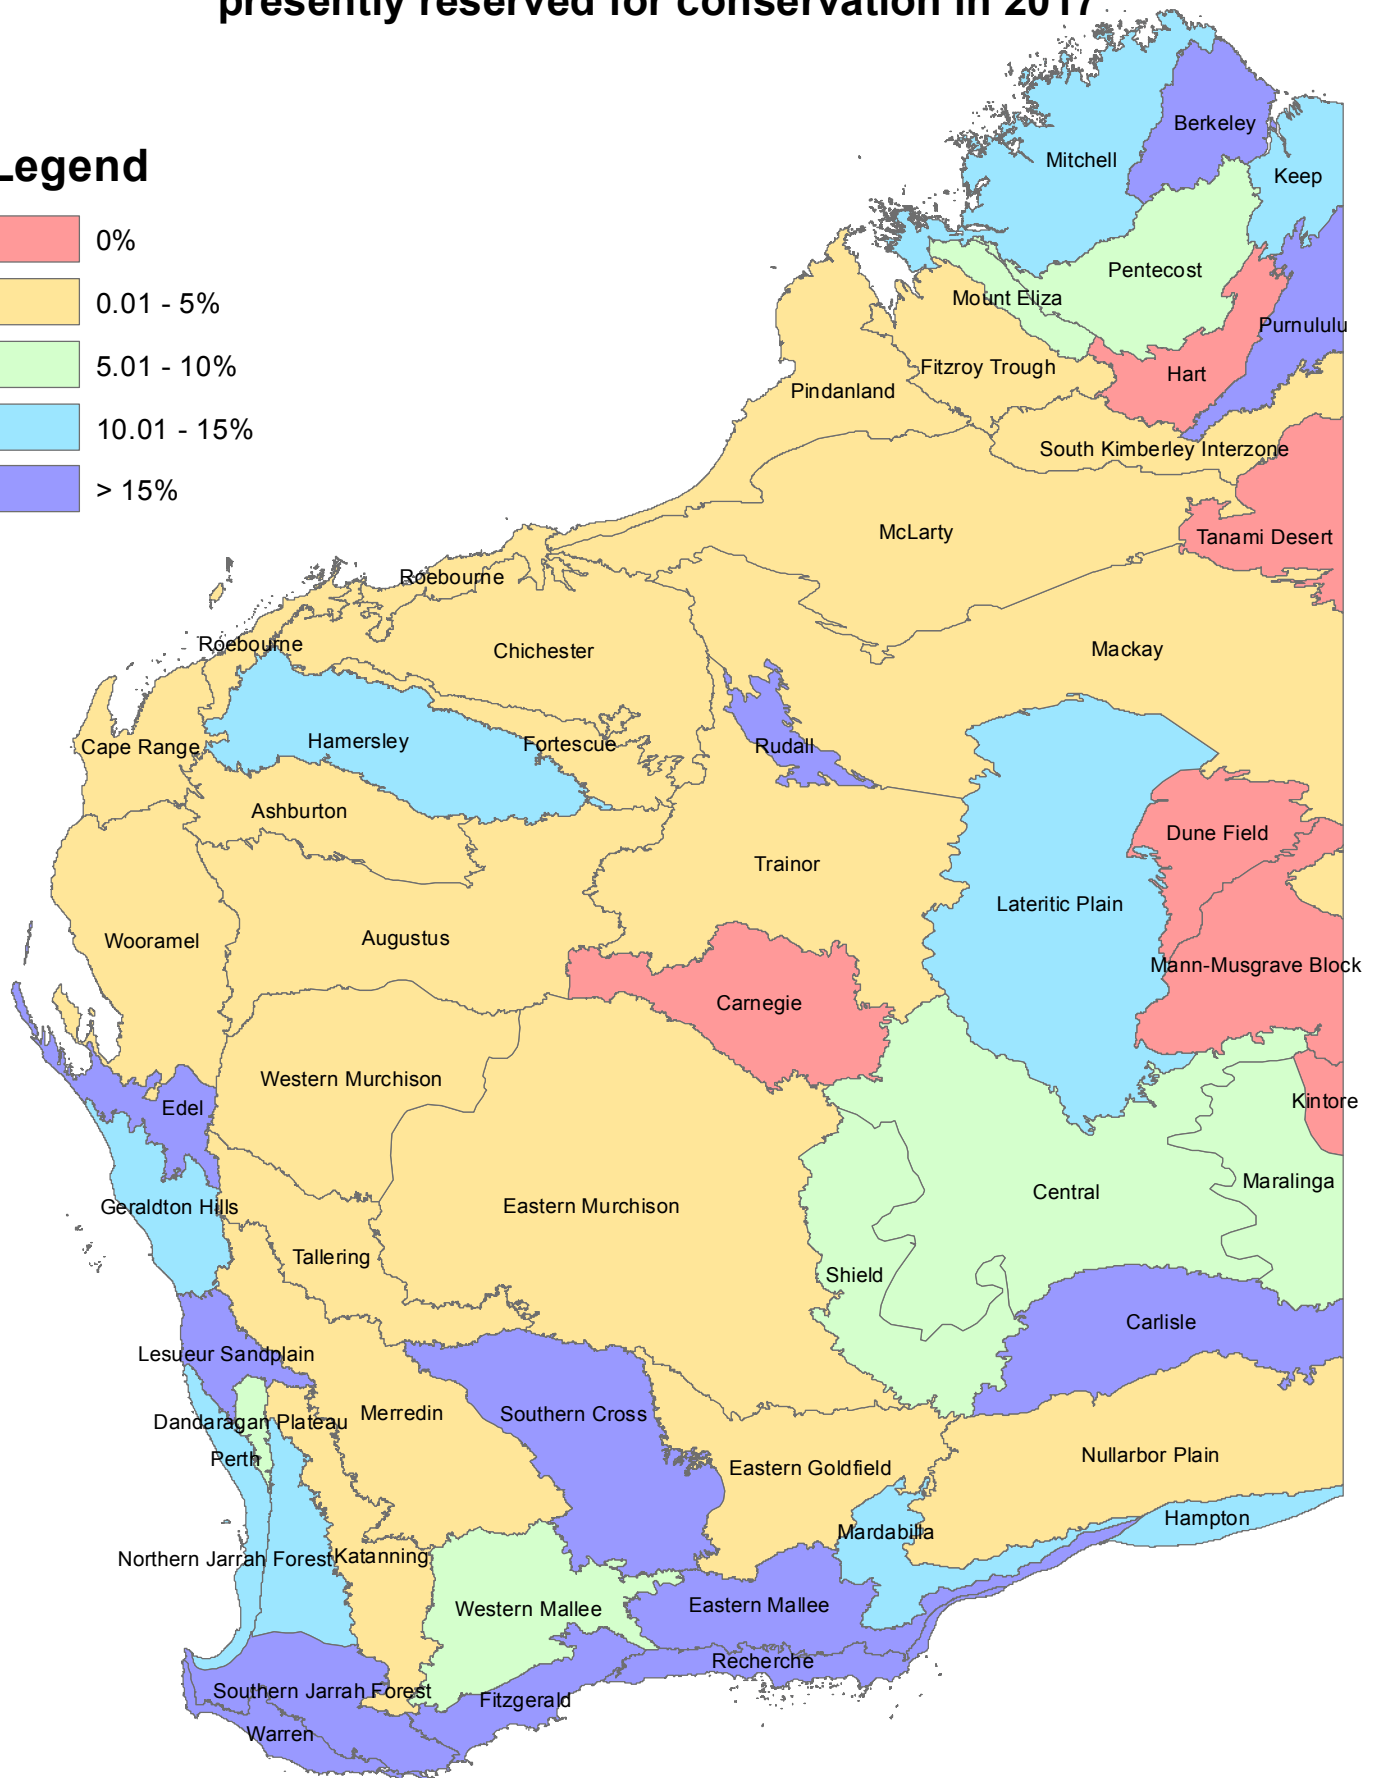 presently reserved for conservation in 2017
Legend
0%
0.01 - 5%
5.01 - 10%
10.01 - 15%
> 15%
Berkeley
Mitchell
Keep
Pentecost
Mount Eliza
Purnululu
Fitzroy Trough
Hart
Pindanland
South Kimberley Interzone
McLarty
Tanami Desert
Roebourne
Roebourne
Chichester
Mackay
Hamersley
Fortescue
Rudall
Cape Range
Ashburton
Dune Field
Trainor
Lateritic Plain
Wooramel
Augustus
Mann-Musgrave Block
Carnegie
Western Murchison
Kintore
Edel
Maralinga
Central
Geraldton Hills
Eastern Murchison
Tallering
Shield
Carlisle
Lesueur Sandplain
Merredin
Southern Cross
Dandaragan Plateau
Nullarbor Plain
Perth
Eastern Goldfield
Hampton
Mardabilla
Northern Jarrah Forest
Katanning
Western Mallee
Eastern Mallee
Recherche
Southern Jarrah Forest
Fitzgerald
Warren